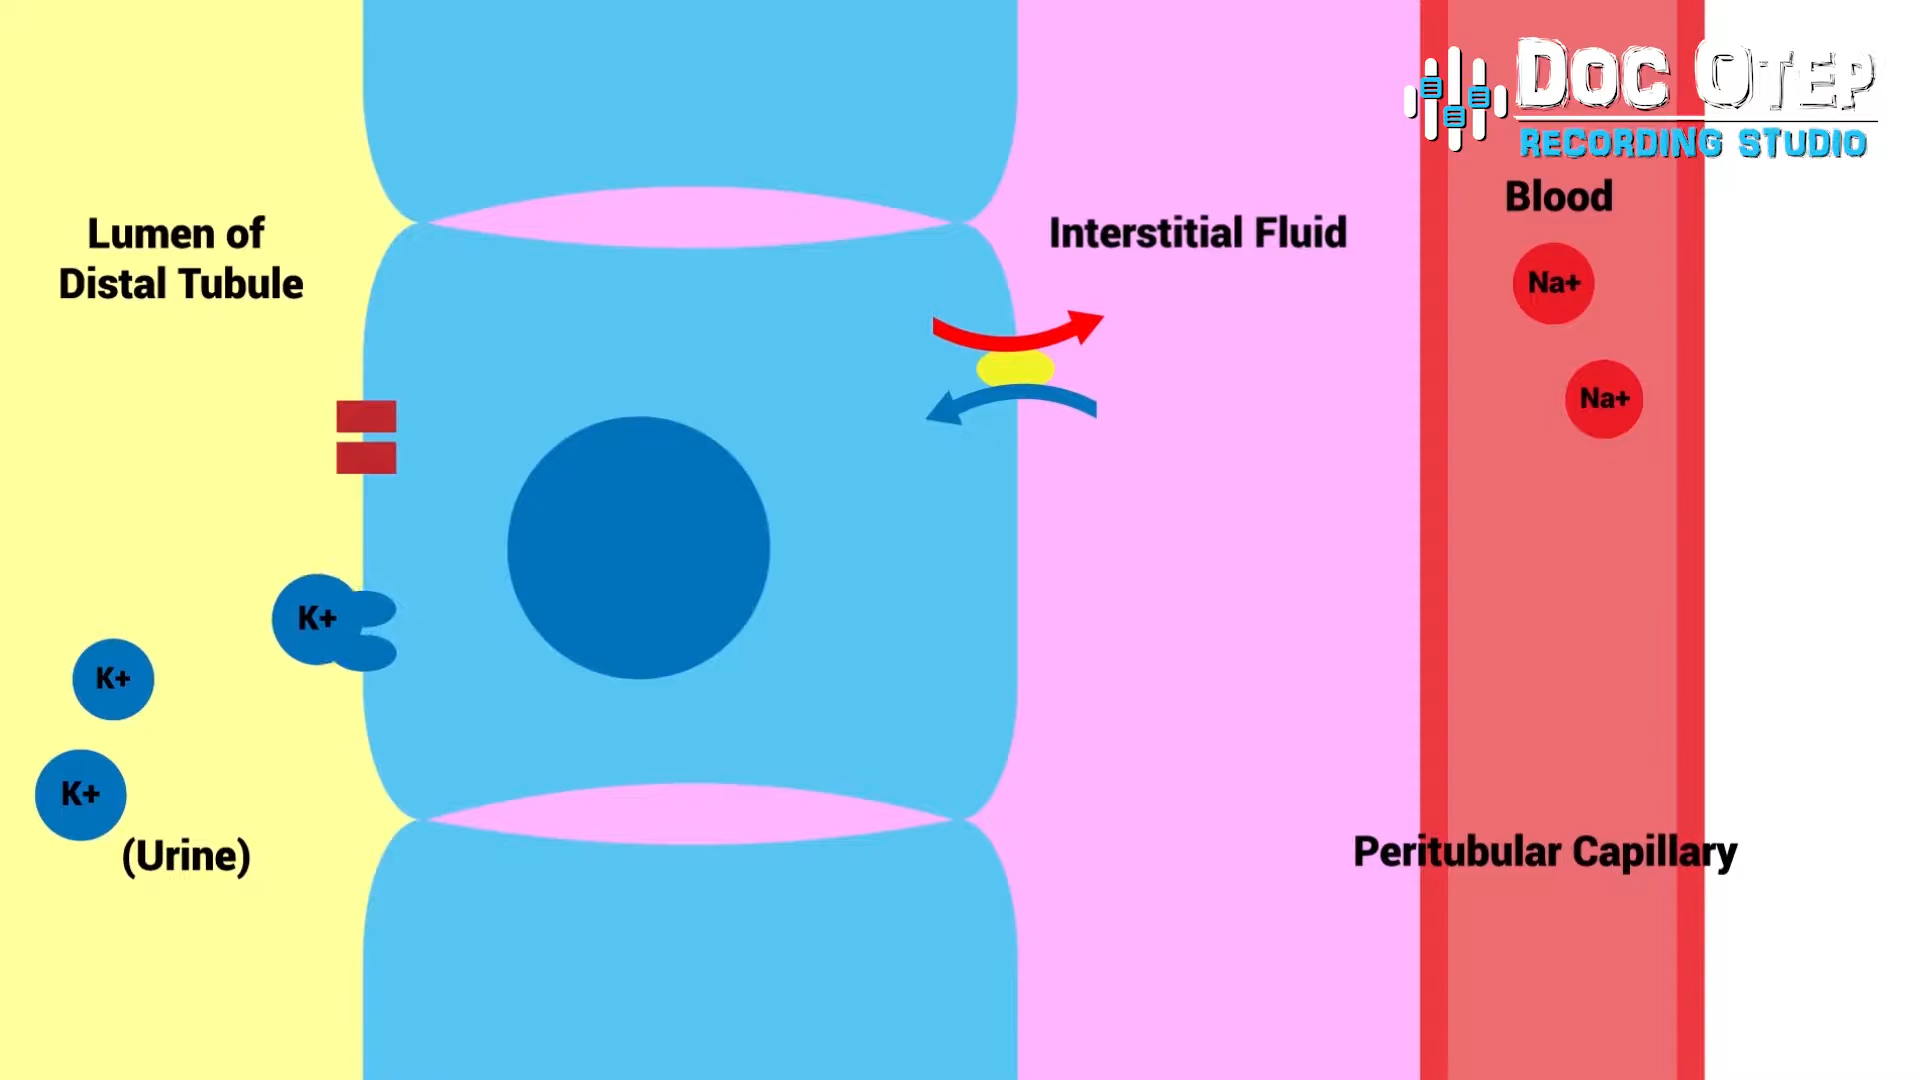 Doc Otep
Recording Studio
Blood
Lumen of
Distal Tubule
Interstitial Fluid
Na+
Na+
K+
K+
K+
(Urine)
Peritubular Capillary